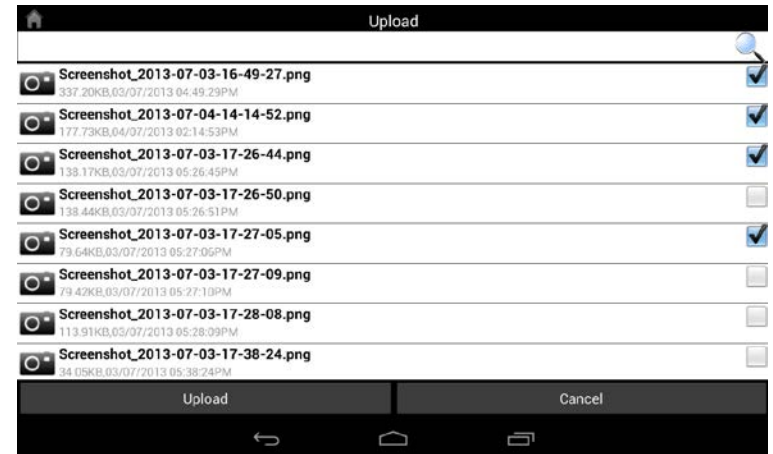 Upload
Screenshot_2013-07-03-16-49-27.png
337.20KB,03/07/2013 04:49:29PM
Screenshot_2013-07-04-14-14-52.png
177.73KB,04/07/2013 02:14:53PM
Screenshot_2013-07-03-17-26-44.png
138.17KB,03/07/2013 05:26:45PM
Screenshot_2013-07-03-17-26-50.png
138.44KB,03/07/2013 05:26:51PM
Screenshot_2013-07-03-17-27-05.png
79.64KB,03/07/2013 05:27:06PM
Screenshot_2013-07-03-17-27-09.png
79.42KB,03/07/2013 05:27:10PM
Screenshot_2013-07-03-17-28-08.png
113.91KB,03/07/2013 05:28:09PM
Screenshot_2013-07-03-17-38-24.png
34.05KB,03/07/2013 05:38:24PM
Upload Cancel